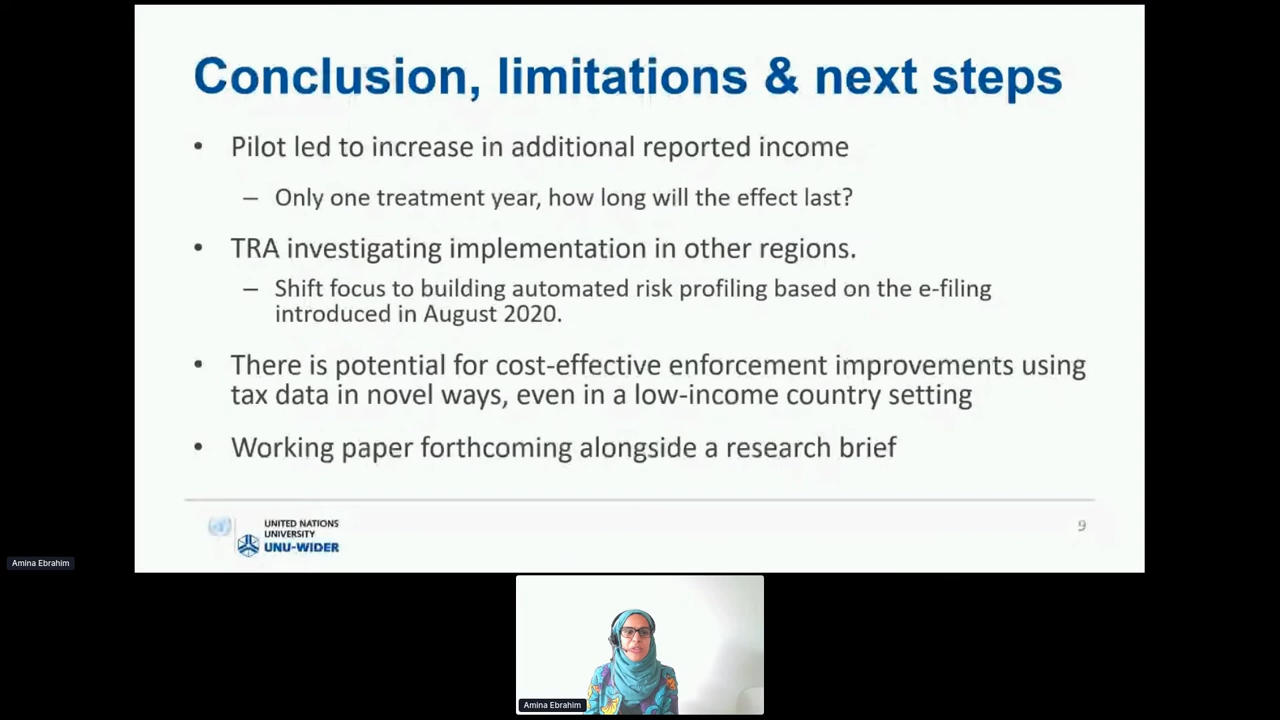 Conclusion, limitations & next steps
• Pilot led to increase in additional reported income
– Only one treatment year, how long will the effect last?
• TRA investigating implementation in other regions.
– Shift focus to building automated risk profiling based on the e-filing
introduced in August 2020.
• There is potential for cost-effective enforcement improvements using
tax data in novel ways, even in a low-income country setting
• Working paper forthcoming alongside a research brief
UNITED NATIONS
UNIVERSITY
UNU-WIDER
9
Amina Ebrahim
Amina Ebrahim